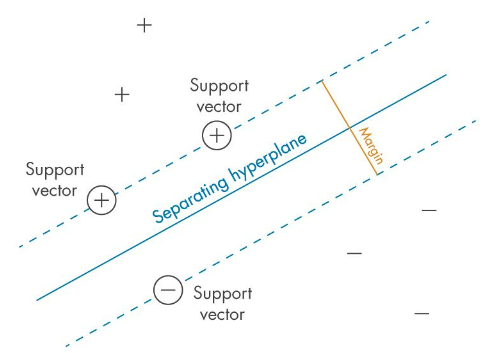 Support
vector
Support
vector
Separating hyperplane
Margin
Support
vector